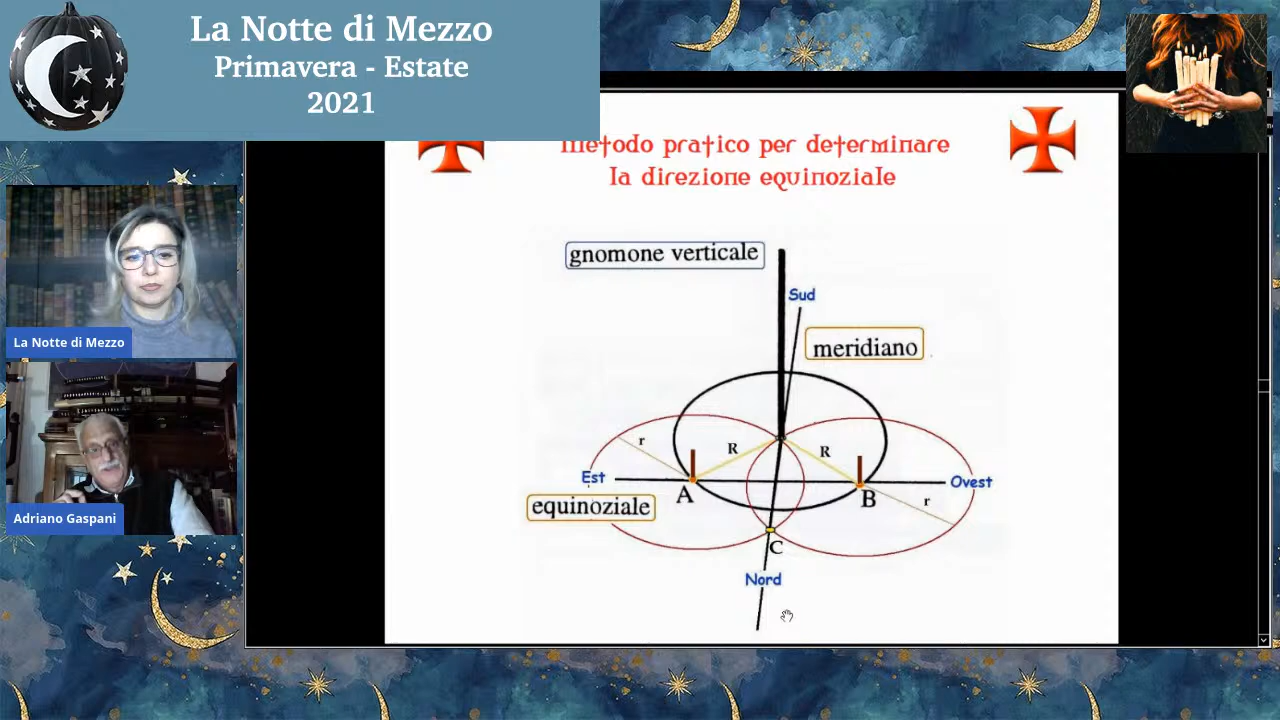 La Notte di Mezzo
Primavera - Estate
2021
Metodo pratico per determinare
la direzione equinoziale
gnomone verticale
Sud
meridiano
r
R
R
Est
Ovest
A
B
r
equinoziale
C
Nord
La Notte di Mezzo
Adriano Gaspani